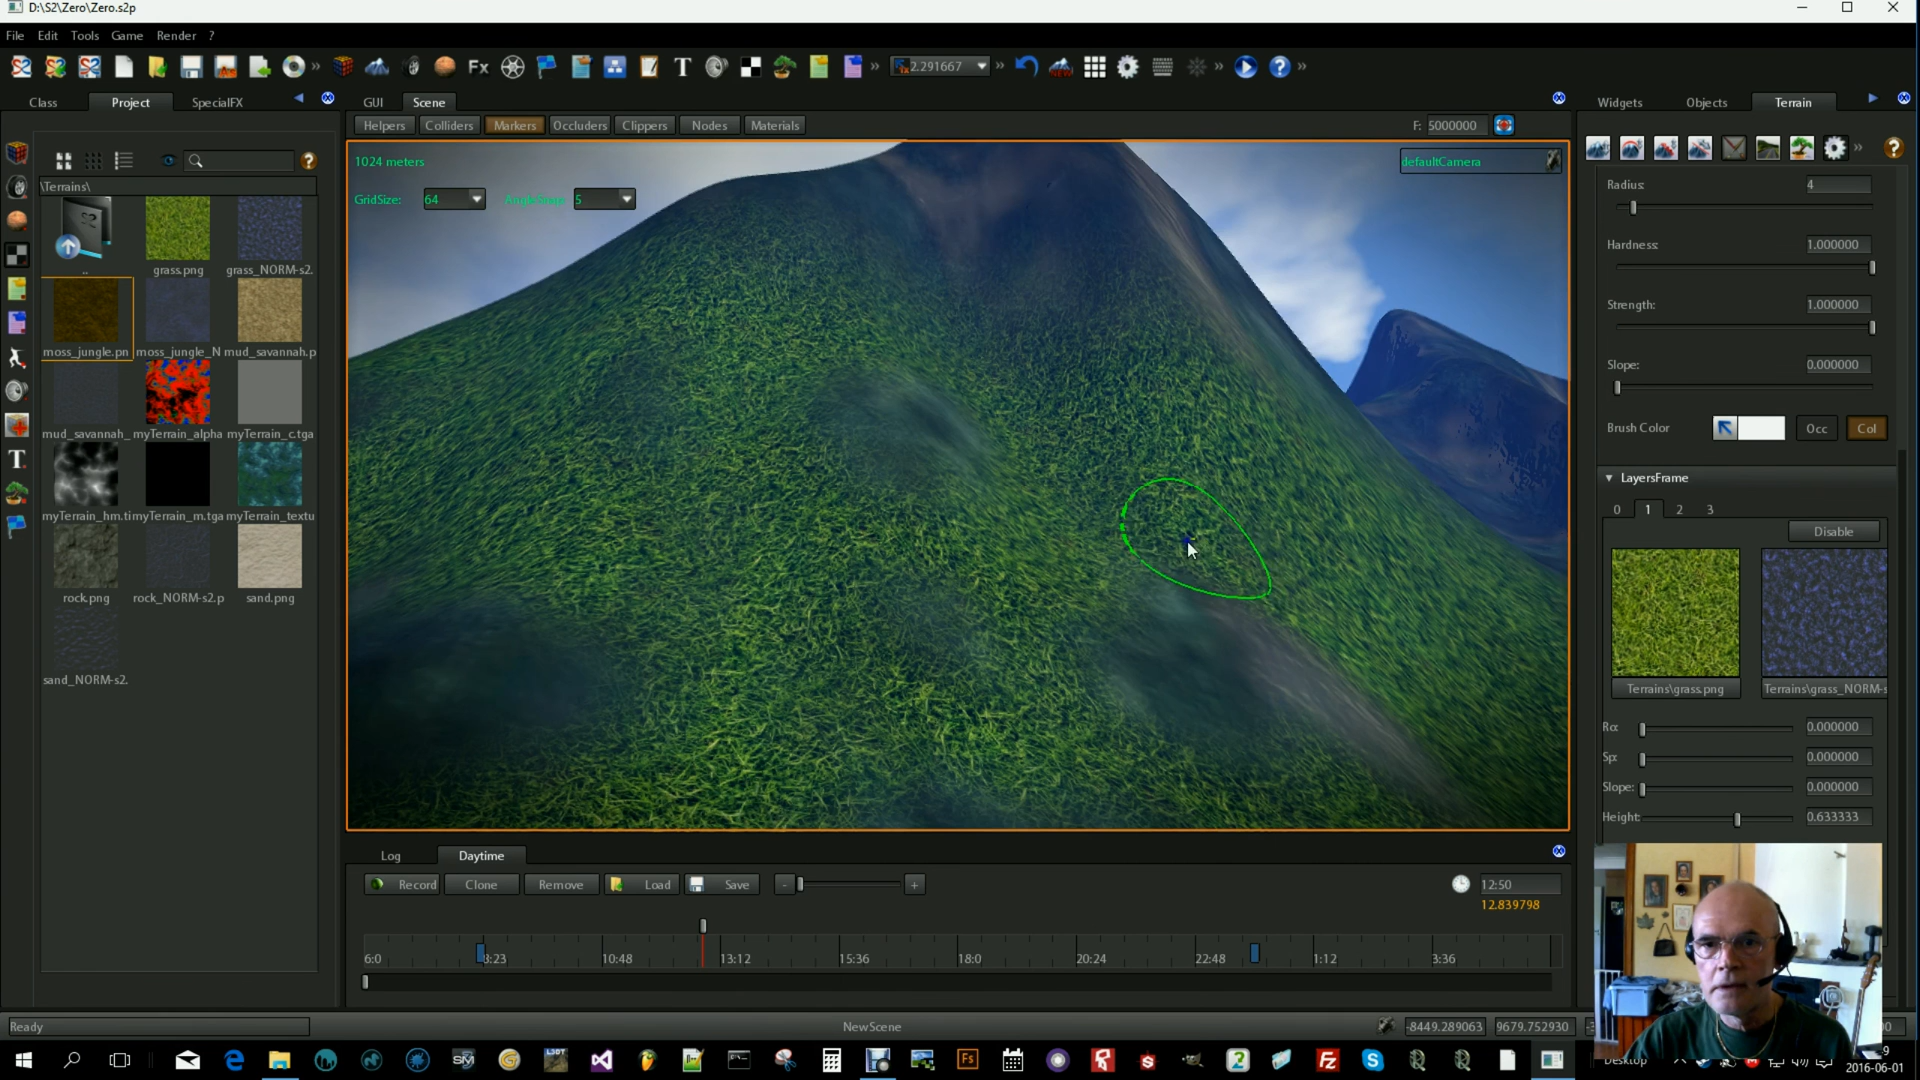 D:\S2\Zero\Zero.s2p
File Edit Tools Game Render ?
Fx T 2.291667
Class Project SpecialFX
GUI Scene
Widgets Objects Terrain
Helpers Colliders Markers Occluders Clippers Nodes Materials
F: 5000000
\Terrains\
1024 meters
defaultCamera
GridSize: 64
5
..
grass.png
grass_NORM-s2.
moss_jungle.pn
moss_jungle_N
mud_savannah.p
mud_savannah_
myTerrain_alpha
myTerrain_c.tga
myTerrain_hm.ti
myTerrain_m.tga
myTerrain_textu
rock.png
rock_NORM-s2.p
sand.png
sand_NORM-s2.
Radius: 4
Hardness: 1.000000
Strength: 1.000000
Slope: 0.000000
Brush Color Occ Col
LayersFrame
0 1 2 3
Disable
Terrains\grass.png
Terrains\grass_NORM-s
0.000000
0.000000
Slope: 0.000000
Height: 0.633333
Log Daytime
Record Clone Remove Load Save - +
12:50
12.839798
6:0 8:23 10:48 13:12 15:36 18:0 20:24 22:48 1:12 3:36
Ready
NewScene
-8449.289063 9679.752930
Desktop
2016-06-01